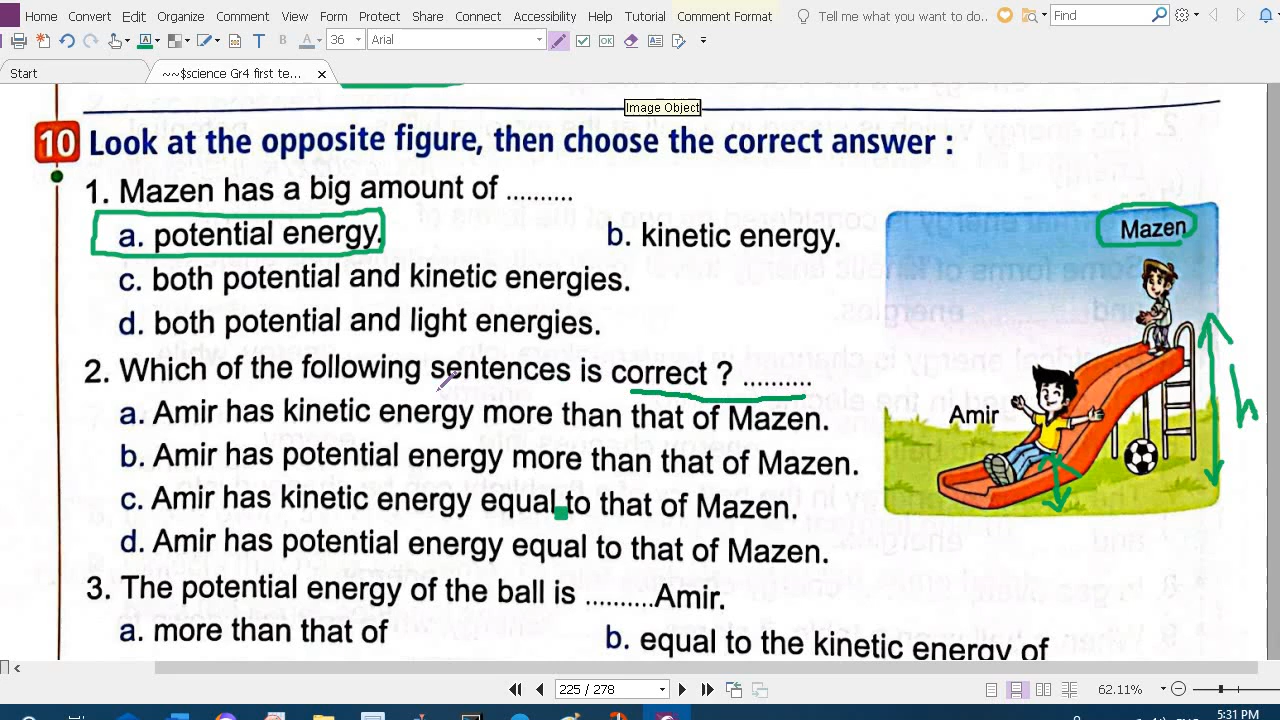 Home Convert Edit Organize Comment View Form Protect Share Connect Accessibility Help Tutorial Comment Format Tell me what you want to do.. Find
36 Arial
Start ~~$science Gr4 first te...
Image Object
10 Look at the opposite figure, then choose the correct answer :
1. Mazen has a big amount of ..........
a. potential energy. b. kinetic energy.
c. both potential and kinetic energies.
d. both potential and light energies.
2. Which of the following sentences is correct ? ..........
a. Amir has kinetic energy more than that of Mazen.
b. Amir has potential energy more than that of Mazen.
c. Amir has kinetic energy equal to that of Mazen.
d. Amir has potential energy equal to that of Mazen.
3. The potential energy of the ball is ..........Amir.
a. more than that of b. equal to the kinetic energy of
Mazen
Amir
h
225 / 278 62.11%
5:31 PM